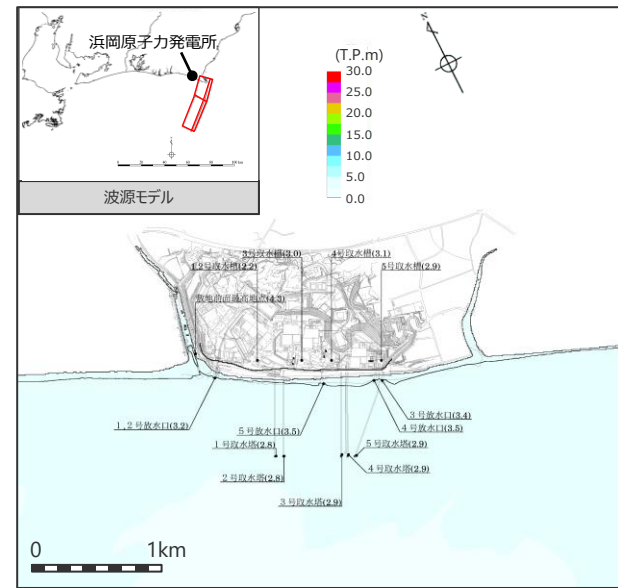 浜岡原子力発電所
波源モデル
(T.P.m)
30.0
25.0
20.0
15.0
10.0
5.0
0.0
N
3号取水槽(3.0)
4号取水槽(3.1)
1,2号取水槽(2.2)
5号取水槽(2.9)
敷地前面最高地点(4.3)
1,2号放水口(3.2)
5号放水口(3.5)
3号放水口(3.4)
4号放水口(3.5)
1号取水塔(2.8)
5号取水塔(2.9)
2号取水塔(2.8)
4号取水塔(2.9)
3号取水塔(2.9)
0 1km